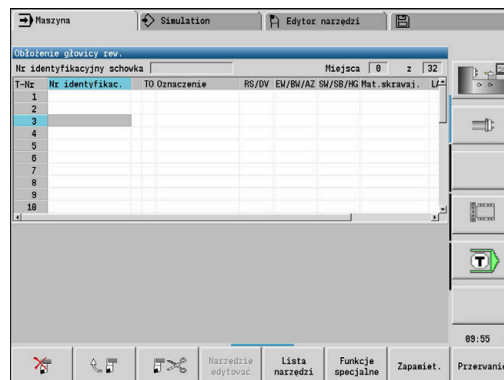 Maszyna Simulation Edytor narzędzi
Obłożenie głowicy rev.
Nr identyfikacyjny schowka Miejsca 0 z 32
T-Nr Nr identyfikac. TO Oznaczenie RS/DV EW/BW/AZ SW/SB/HG Mat.skrawaj.
1
2
3
4
5
6
7
8
9
10
T
09:55
Narzędzie edytować Lista narzędzi Funkcje specjalne Zapamiet. Przerwanie